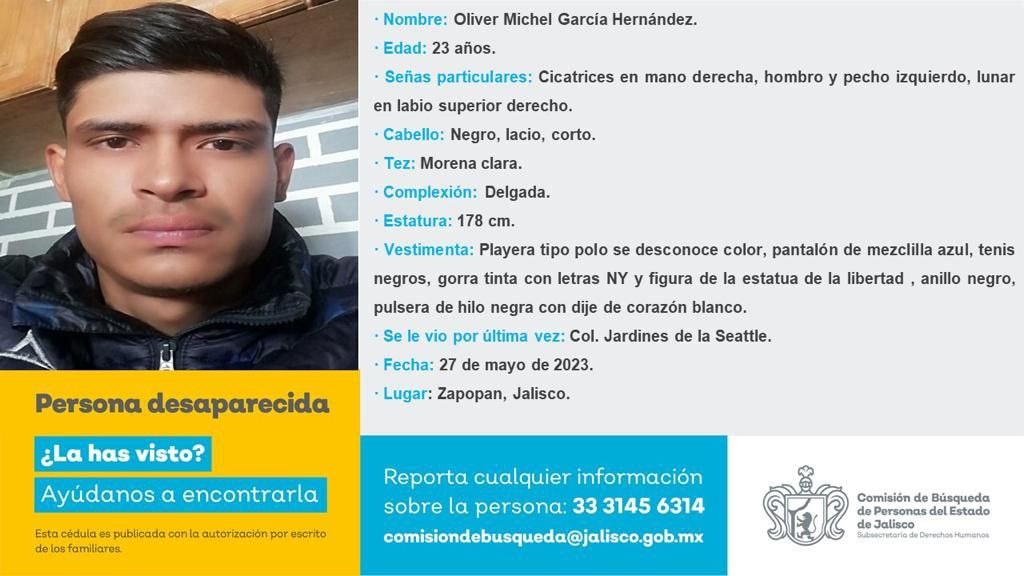 · Nombre: Oliver Michel García Hernández.
· Edad: 23 años.
· Señas particulares: Cicatrices en mano derecha, hombro y pecho izquierdo, lunar
en labio superior derecho.
· Cabello: Negro, lacio, corto.
· Tez: Morena clara.
· Complexión: Delgada.
· Estatura: 178 cm.
· Vestimenta: Playera tipo polo se desconoce color, pantalón de mezclilla azul, tenis
negros, gorra tinta con letras NY y figura de la estatua de la libertad , anillo negro,
pulsera de hilo negra con dije de corazón blanco.
· Se le vio por última vez: Col. Jardines de la Seattle.
· Fecha: 27 de mayo de 2023.
· Lugar: Zapopan, Jalisco.
Persona desaparecida
¿La has visto?
Ayúdanos a encontrarla
Esta cédula es publicada con la autorización por escrito
de los familiares.
Reporta cualquier información
sobre la persona: 33 3145 6314
comisiondebusqueda@jalisco.gob.mx
Comisión de Búsqueda
de Personas del Estado
de Jalisco
Subsecretaría de Derechos Humanos